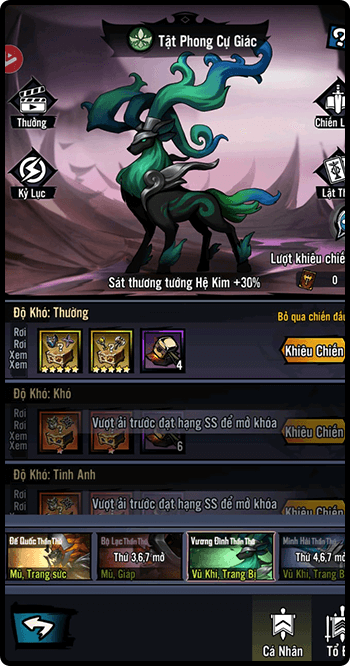 Tật Phong Cự Giác
Thưởng
Chiến L
Kỷ Lục
Lật Th
Lượt khiêu chiế
Sát thương tướng Hệ Kim +30%
0
Độ Khó: Thường
Bỏ qua chiến đấu
Rơi
Rơi
Xem
Xem
4
Khiêu Chiến
Độ Khó: Khó
Rơi
Rơi
Xem
Xem
Vượt ải trước đạt hạng SS để mở khóa
6
Khiêu Chiến
Độ Khó: Tinh Anh
Rơi
Rơi
Xem
Vượt ải trước đạt hạng SS để mở khóa
Khiêu Chiến
Đế Quốc Thần Thú
Mũ, Trang sức
Bộ Lạc Thần Thú
Thứ 3,6,7 mở
Mũ, Giáp
Vương Đình Thần Thú
Vũ Khí, Trang Bị
Minh Hải Thần Thú
Thứ 4,6,7 mở
Vũ Khí, Trang B
Cá Nhân
Tổ Đ